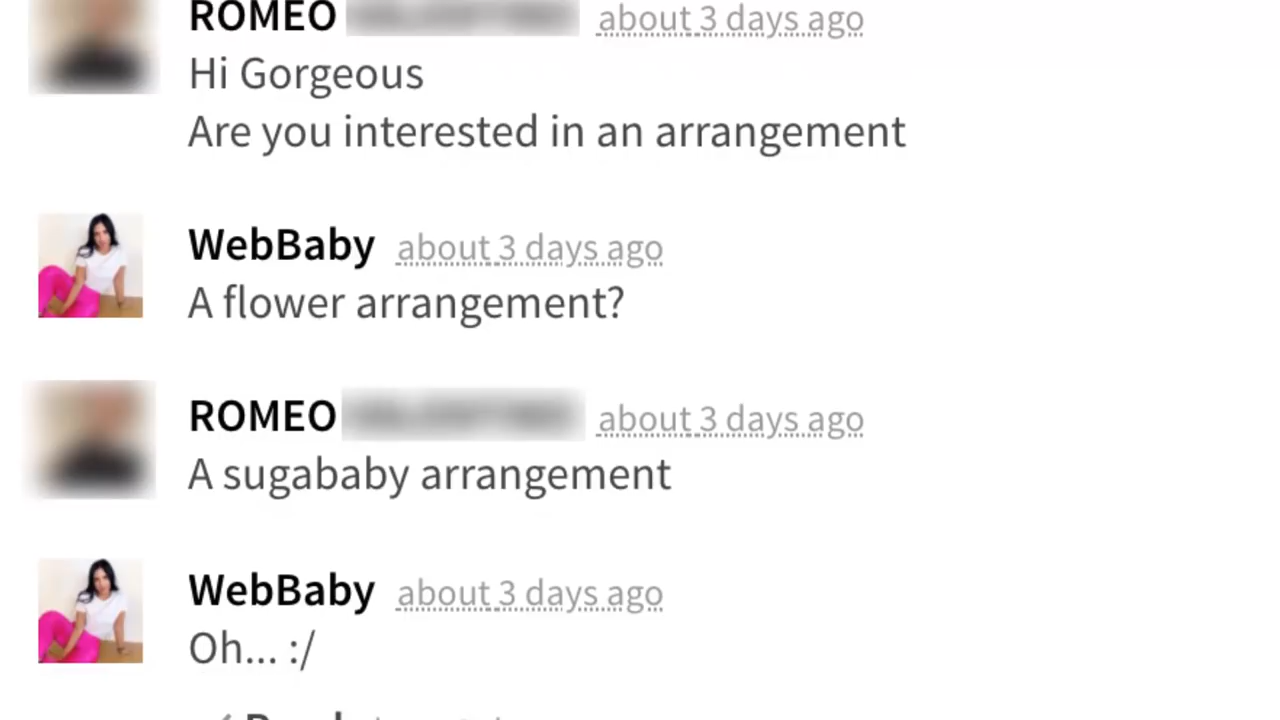 ROMEO about 3 days ago
Hi Gorgeous
Are you interested in an arrangement
WebBaby about 3 days ago
A flower arrangement?
ROMEO about 3 days ago
A sugababy arrangement
WebBaby about 3 days ago
Oh... :/